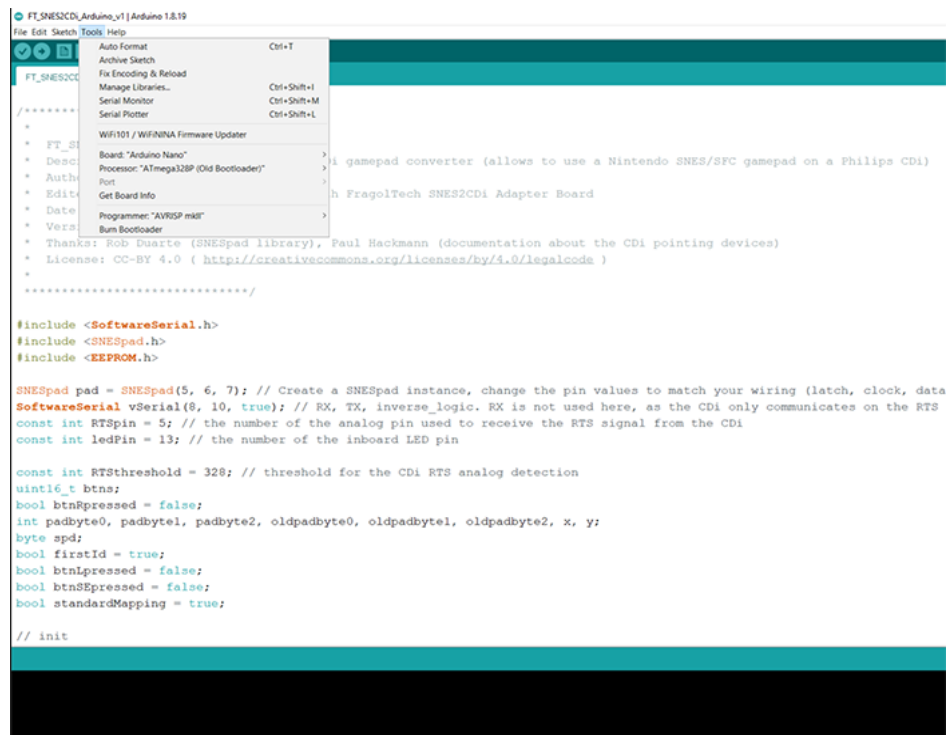 FT_SNES2CDi_Arduino_v1 | Arduino 1.8.19
File Edit Sketch Tools Help
Auto Format Ctrl+T
Archive Sketch
Fix Encoding & Reload
Manage Libraries... Ctrl+Shift+I
Serial Monitor Ctrl+Shift+M
Serial Plotter Ctrl+Shift+L
WiFi101 / WiFiNINA Firmware Updater
Board: "Arduino Nano"
Processor: "ATmega328P (Old Bootloader)"
Port
Get Board Info
Programmer: "AVRISP mkII"
Burn Bootloader
FT_SNES2CD
/*********
*
* FT_S
* Desc i gamepad converter (allows to use a Nintendo SNES/SFC gamepad on a Philips CDi)
* Auth
* Edit h FragolTech SNES2CDi Adapter Board
* Date
* Vers
* Thanks: Rob Duarte (SNESpad library), Paul Hackmann (documentation about the CDi pointing devices)
* License: CC-BY 4.0 ( http://creativecommons.org/licenses/by/4.0/legalcode )
*
******************************/
#include <SoftwareSerial.h>
#include <SNESpad.h>
#include <EEPROM.h>
SNESpad pad = SNESpad(5, 6, 7); // Create a SNESpad instance, change the pin values to match your wiring (latch, clock, data
SoftwareSerial vSerial(8, 10, true); // RX, TX, inverse_logic. RX is not used here, as the CDi only communicates on the RTS
const int RTSpin = 5; // the number of the analog pin used to receive the RTS signal from the CDi
const int ledPin = 13; // the number of the inboard LED pin
const int RTSthreshold = 328; // threshold for the CDi RTS analog detection
uint16_t btns;
bool btnRpressed = false;
int padbyte0, padbyte1, padbyte2, oldpadbyte0, oldpadbyte1, oldpadbyte2, x, y;
byte spd;
bool firstId = true;
bool btnLpressed = false;
bool btnSEpressed = false;
bool standardMapping = true;
// init